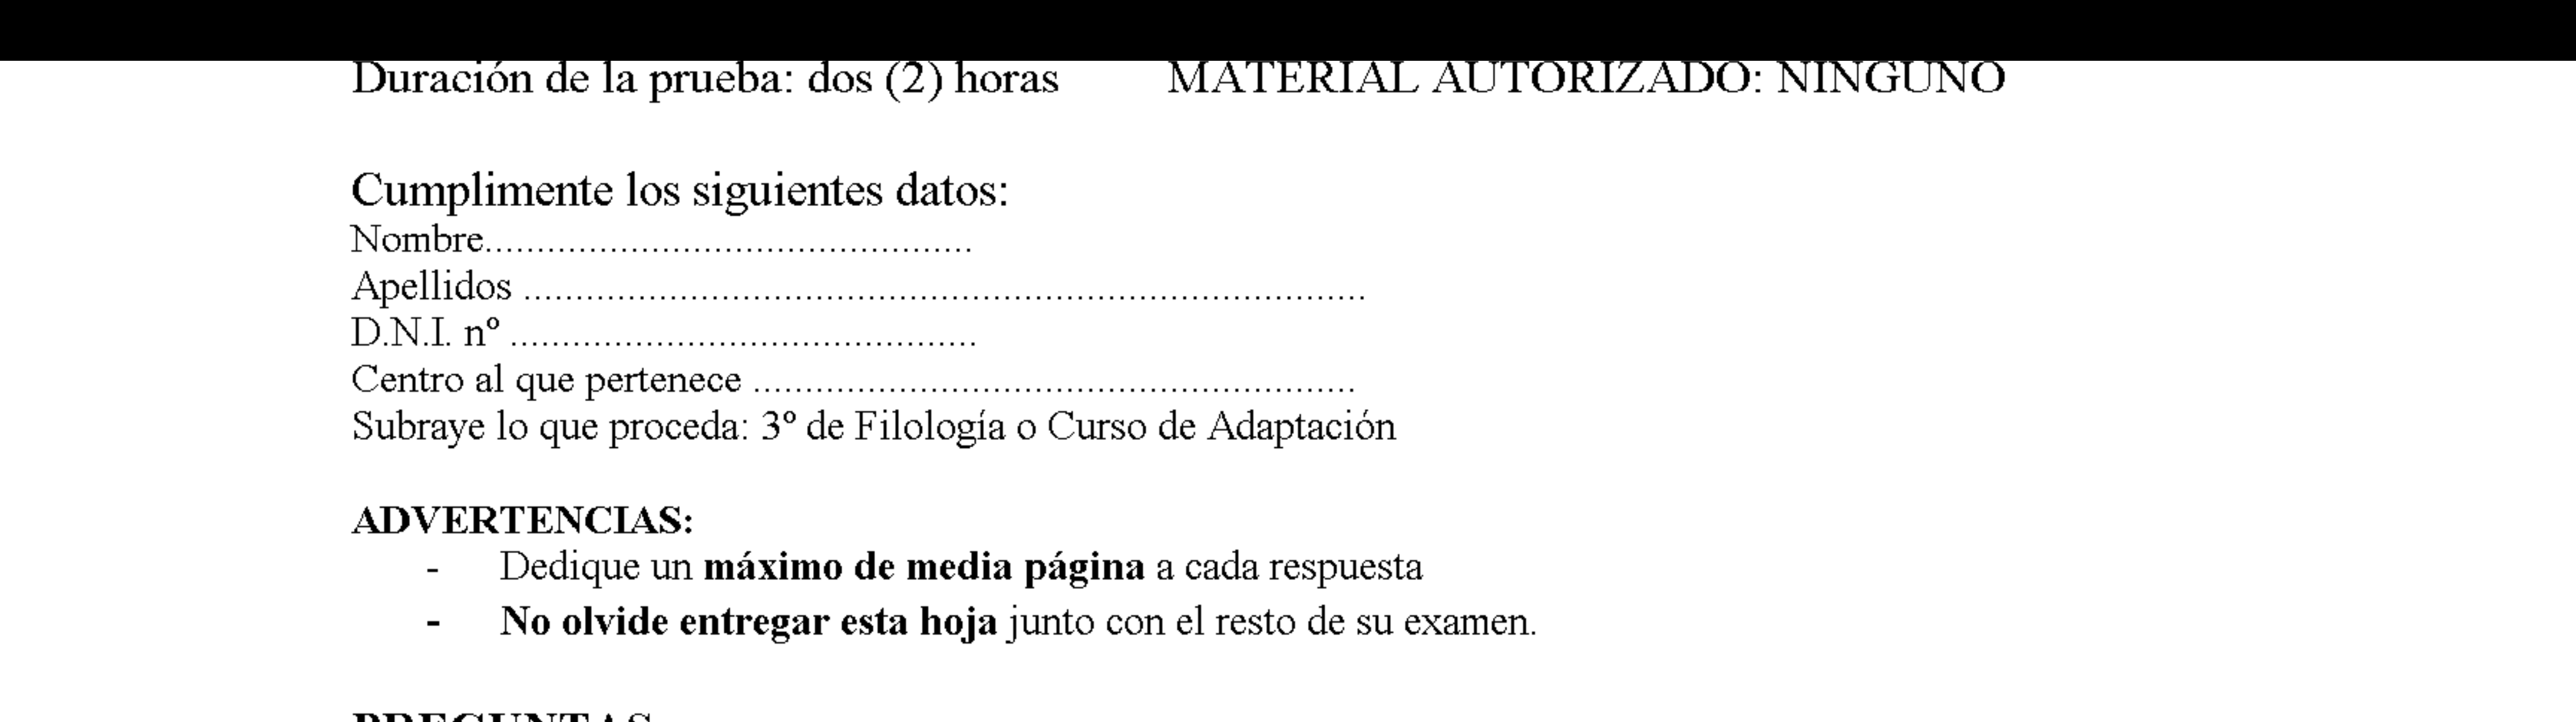 Duración de la prueba: dos (2) horas MATERIAL AUTORIZADO: NINGUNO
Cumplimente los siguientes datos:
Nombre...............................................
Apellidos .................................................................................
D.N.I. nº .............................................
Centro al que pertenece ..........................................................
Subraye lo que proceda: 3º de Filología o Curso de Adaptación
ADVERTENCIAS:
- Dedique un máximo de media página a cada respuesta
- No olvide entregar esta hoja junto con el resto de su examen.
PREGUNTAS